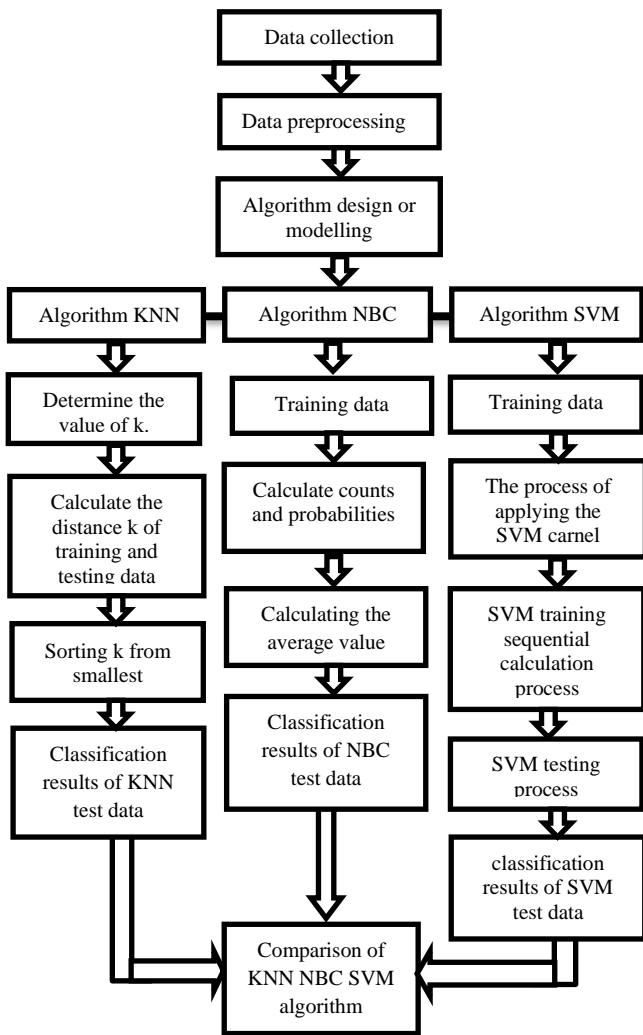 Data collection
Data preprocessing
Algorithm design or
modelling
Algorithm KNN
Algorithm NBC
Algorithm SVM
Determine the
value of k.
Calculate the
distance k of
training and
testing data
Sorting k from
smallest
Classification
results of KNN
test data
Training data
Calculate counts
and probabilities
Calculating the
average value
Classification
results of NBC
test data
Training data
The process of
applying the
SVM carnel
SVM training
sequential
calculation
process
SVM testing
process
classification
results of SVM
test data
Comparison of
KNN NBC SVM
algorithm